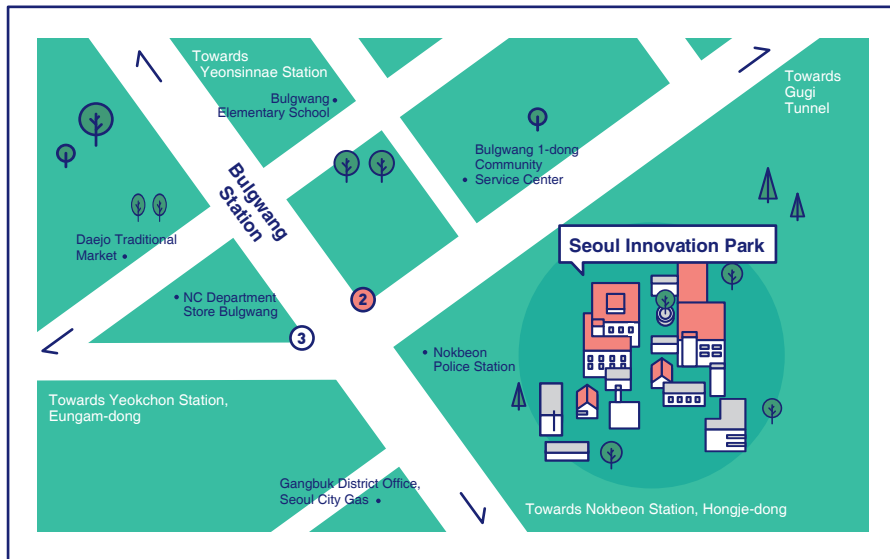 Towards
Yeonsinnae Station
Bulgwang
Elementary School
Towards
Gugi
Tunnel
Bulgwang 1-dong
Community
Service Center
Bulgwang
Station
Daejo Traditional
Market
Seoul Innovation Park
NC Department
Store Bulgwang
2
3
Nokbeon
Police Station
Towards Yeokchon Station,
Eungam-dong
Gangbuk District Office,
Seoul City Gas
Towards Nokbeon Station, Hongje-dong